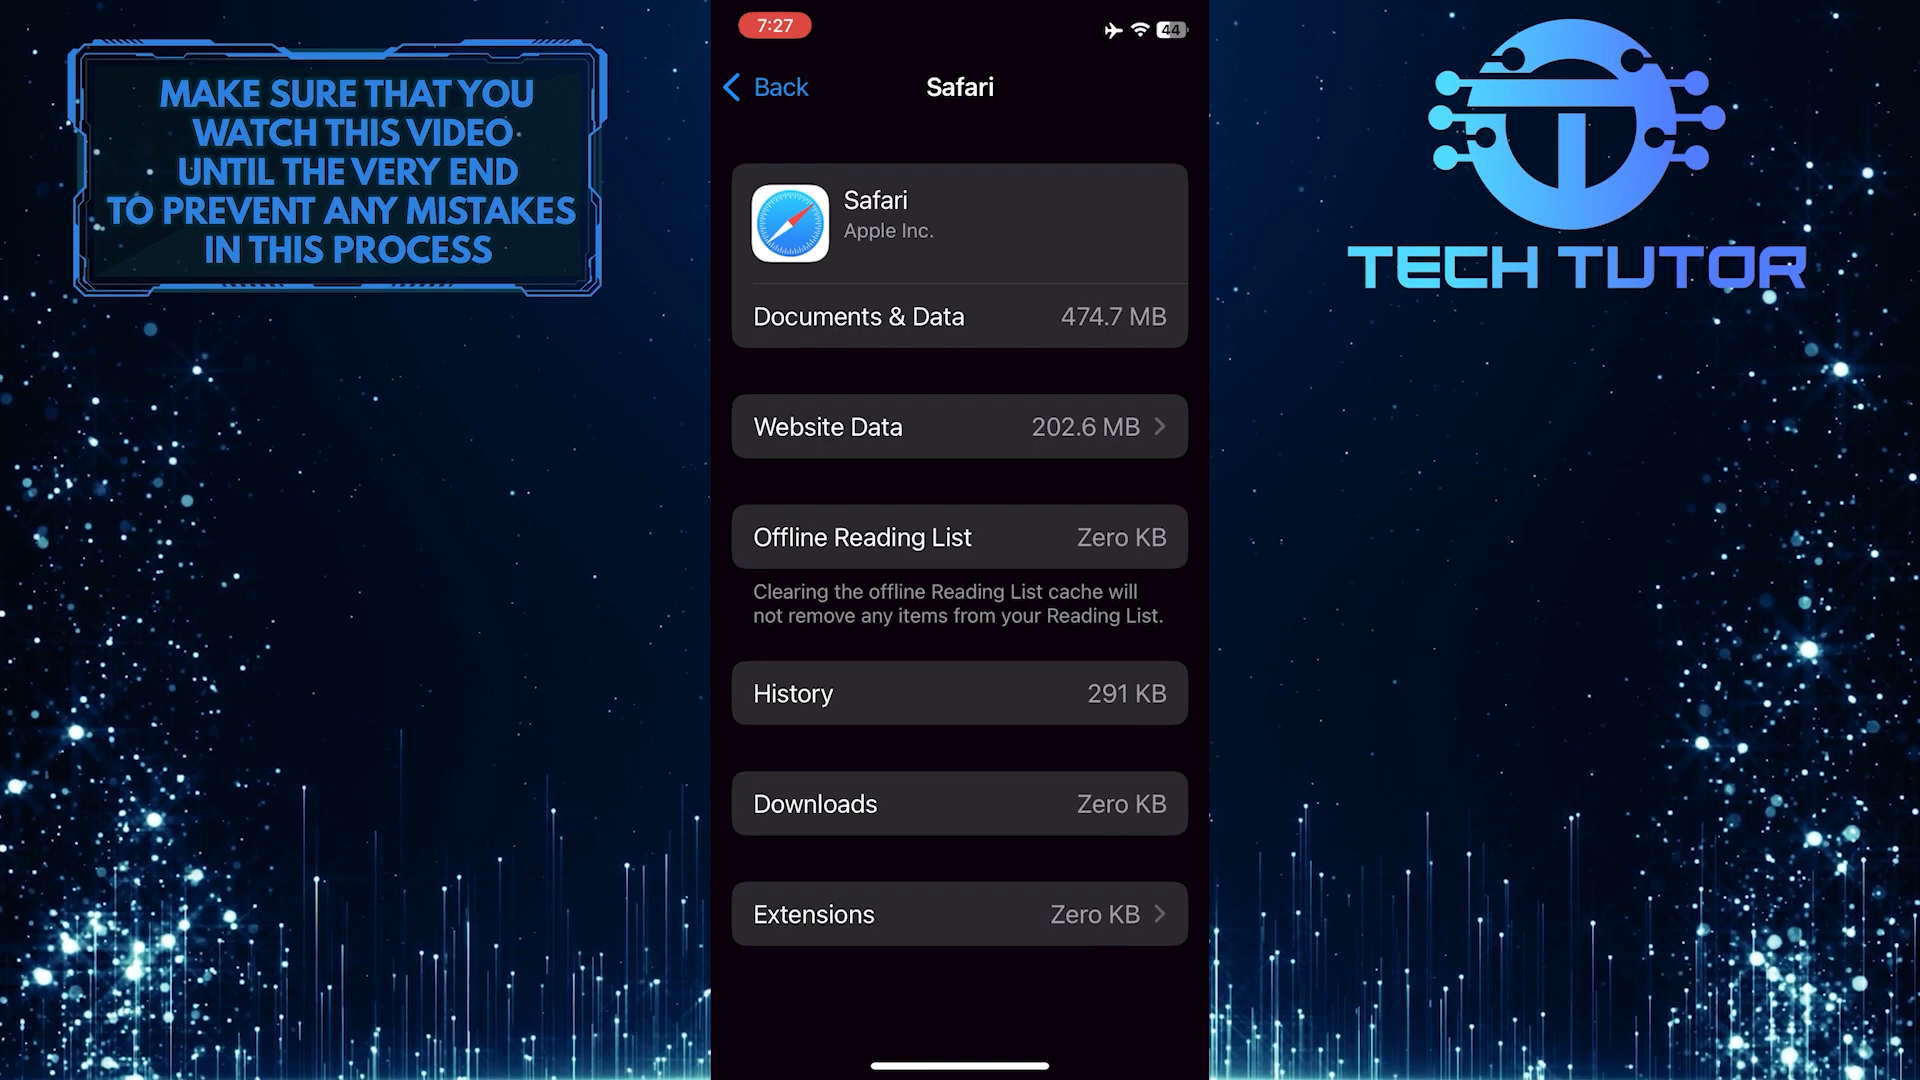 MAKE SURE THAT YOU
WATCH THIS VIDEO
UNTIL THE VERY END
TO PREVENT ANY MISTAKES
IN THIS PROCESS
7:27
44
Back
Safari
Safari
Apple Inc.
Documents & Data 474.7 MB
Website Data 202.6 MB
Offline Reading List Zero KB
Clearing the offline Reading List cache will
not remove any items from your Reading List.
History 291 KB
Downloads Zero KB
Extensions Zero KB
TECH TUTOR